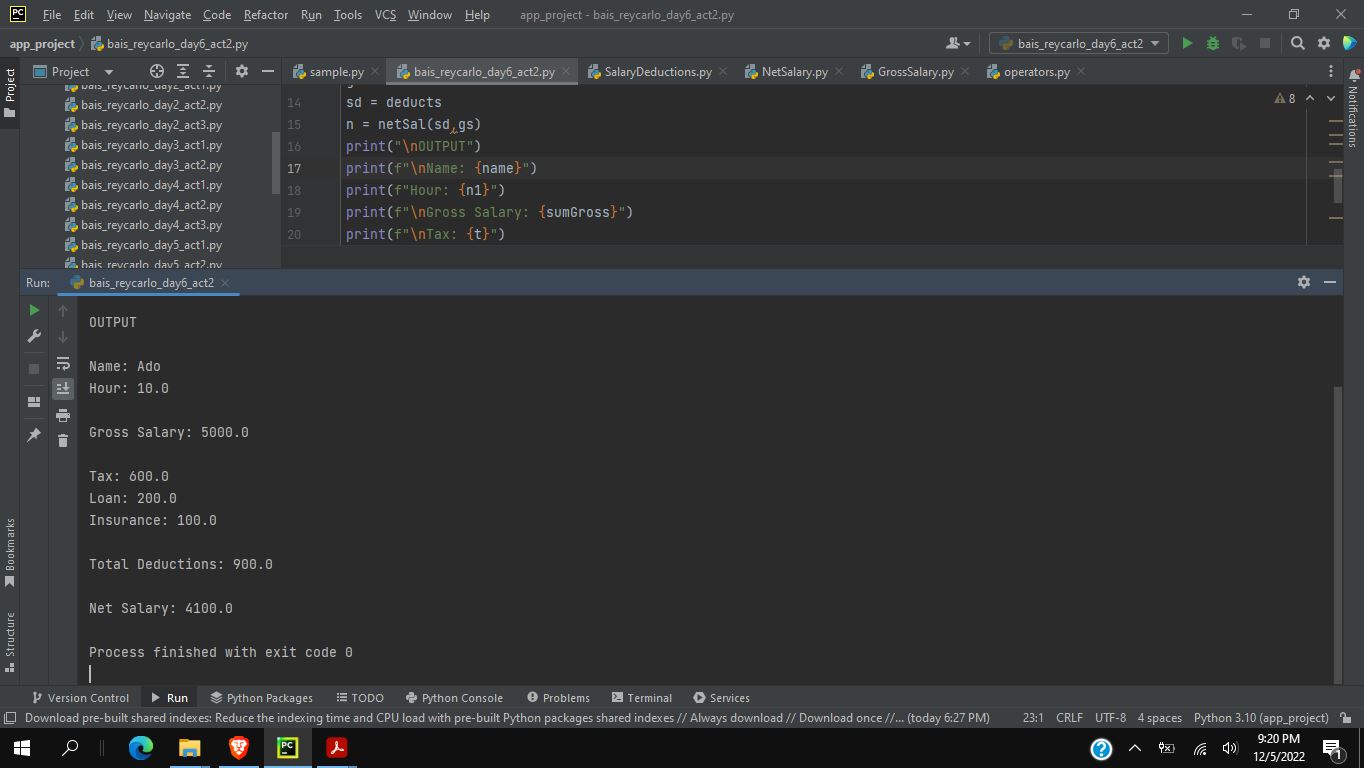 PC File Edit View Navigate Code Refactor Run Tools VCS Window Help app_project - bais_reycarlo_day6_act2.py
app_project bais_reycarlo_day6_act2.py bais_reycarlo_day6_act2
Project
Project
sample.py bais_reycarlo_day6_act2.py SalaryDeductions.py NetSalary.py GrossSalary.py operators.py
Notifications
bais_reycarlo_day2_act1.py
bais_reycarlo_day2_act2.py
bais_reycarlo_day2_act3.py
bais_reycarlo_day3_act1.py
bais_reycarlo_day3_act2.py
bais_reycarlo_day4_act1.py
bais_reycarlo_day4_act2.py
bais_reycarlo_day4_act3.py
bais_reycarlo_day5_act1.py
bais_reycarlo_day5_act2.py
8
14 sd = deducts
15 n = netSal(sd,gs)
16 print("\nOUTPUT")
17 print(f"\nName: {name}")
18 print(f"Hour: {n1}")
19 print(f"\nGross Salary: {sumGross}")
20 print(f"\nTax: {t}")
Run: bais_reycarlo_day6_act2
OUTPUT
Name: Ado
Hour: 10.0
Gross Salary: 5000.0
Tax: 600.0
Loan: 200.0
Insurance: 100.0
Total Deductions: 900.0
Net Salary: 4100.0
Process finished with exit code 0
Bookmarks
Structure
Version Control Run Python Packages TODO Python Console Problems Terminal Services
Download pre-built shared indexes: Reduce the indexing time and CPU load with pre-built Python packages shared indexes // Always download // Download once //... (today 6:27 PM) 23:1 CRLF UTF-8 4 spaces Python 3.10 (app_project)
PC
9:20 PM
12/5/2022
1